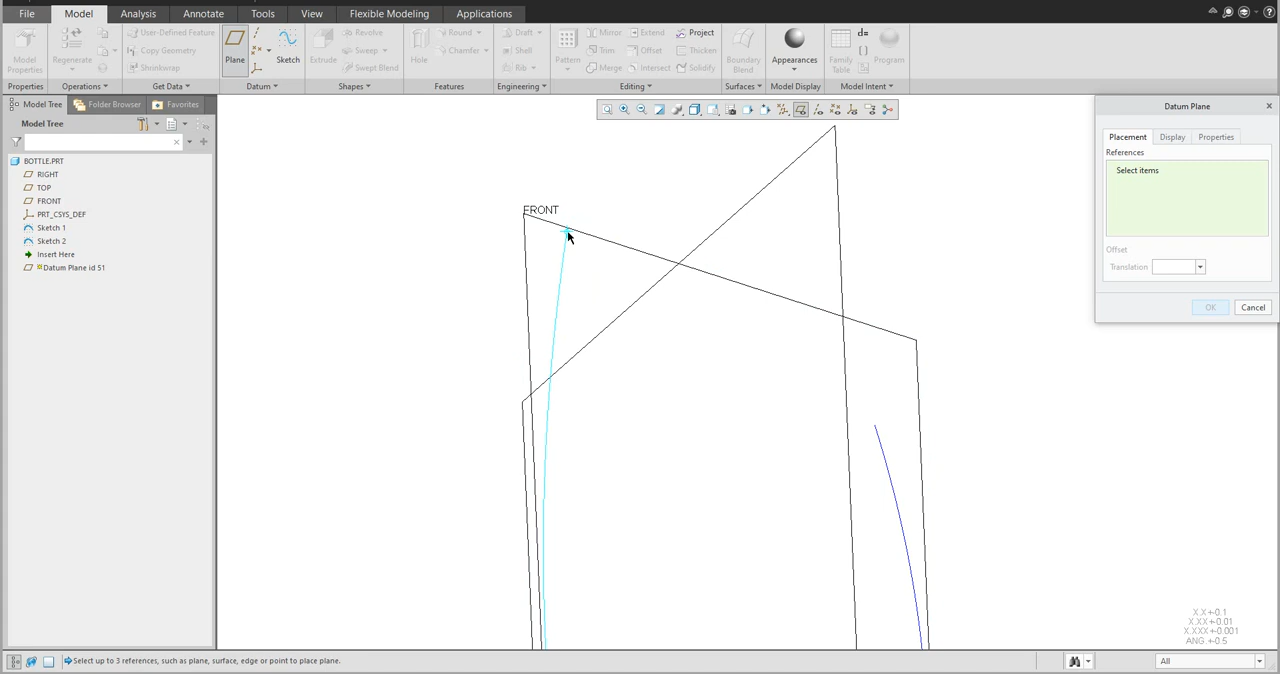 File Model Analysis Annotate Tools View Flexible Modeling Applications
Model Properties
Regenerate
User-Defined Feature
Copy Geometry
Shrinkwrap
Plane
Sketch
Extrude
Revolve
Sweep
Swept Blend
Hole
Round
Chamfer
Draft
Shell
Rib
Pattern
Mirror Extend Project
Trim Offset Thicken
Merge Intersect Solidify
Boundary Blend
Appearances
Family Table
d=
Program
Properties Operations Get Data Datum Shapes Features Engineering Editing Surfaces Model Display Model Intent
Model Tree Folder Browser Favorites
Model Tree
BOTTLE.PRT
RIGHT
TOP
FRONT
PRT_CSYS_DEF
Sketch 1
Sketch 2
Insert Here
Datum Plane id 51
FRONT
Datum Plane
Placement Display Properties
References
Select items
Offset
Translation
OK Cancel
X.X+-0.1
X.XX+-0.01
X.XXX+-0.001
ANG.+-0.5
Select up to 3 references, such as plane, surface, edge or point to place plane.
All